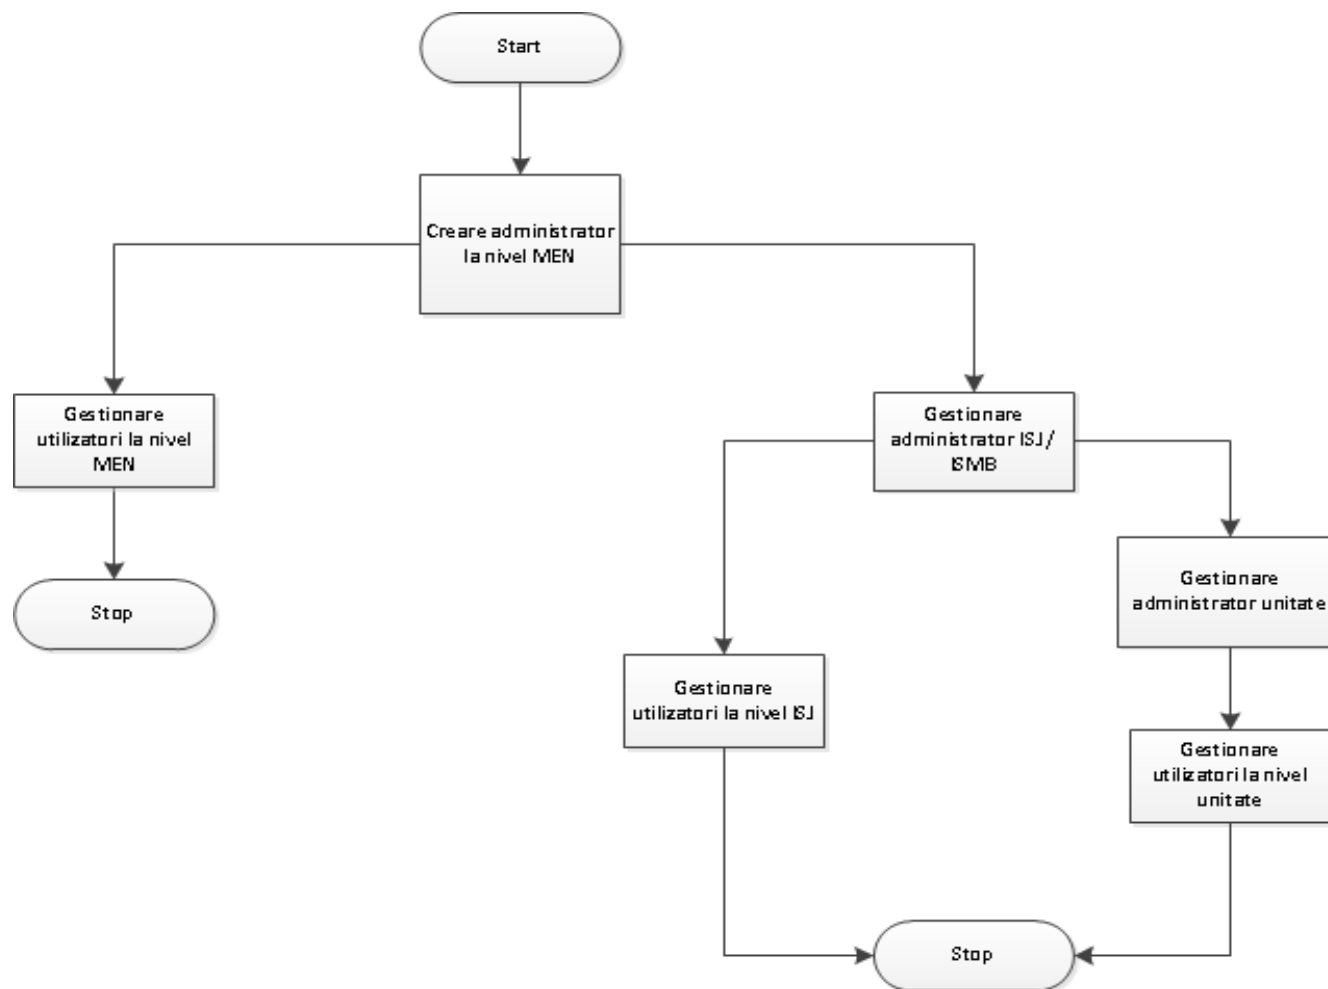 Start
Creare administrator
la nivel MEN
Gestionare
utilizatori la nivel
MEN
Gestionare
administrator ISJ/
ISMB
Stop
Gestionare
administrator unitate
Gestionare
utilizatori la nivel ISJ
Gestionare
utilizatori la nivel
unitate
Stop